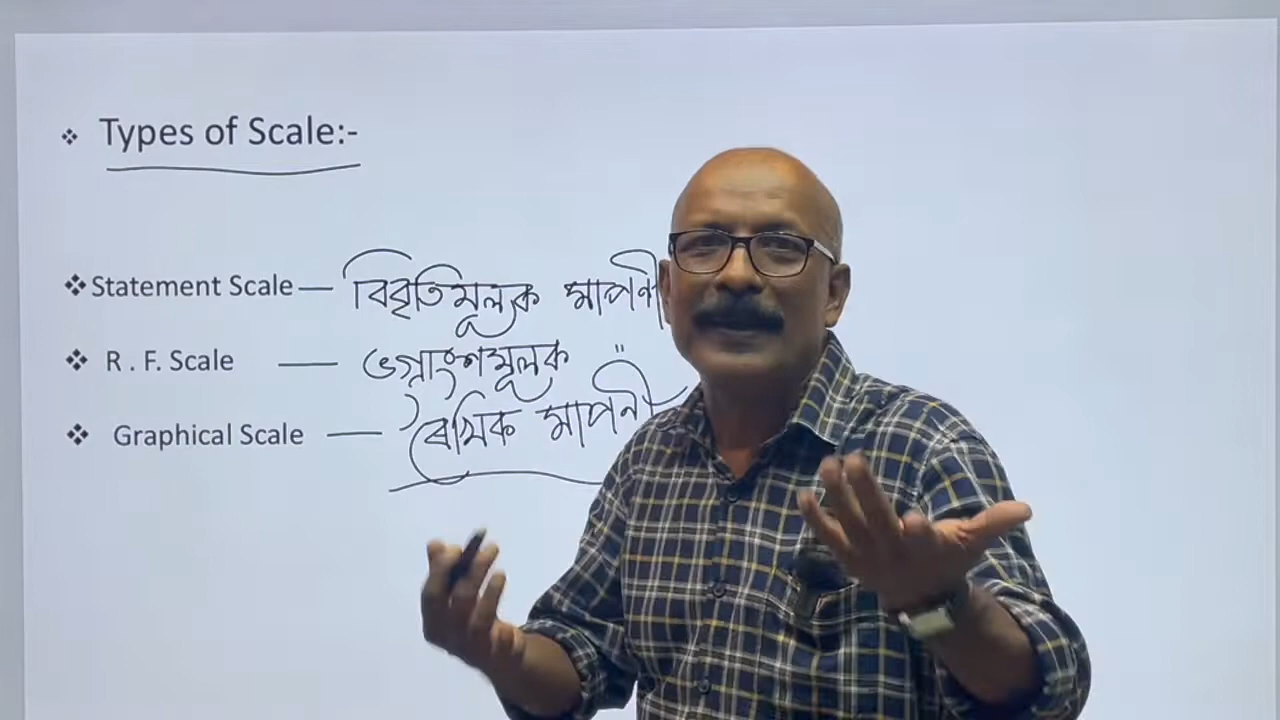 ❖ Types of Scale:-
❖ Statement Scale — বিবৃতিমূলক মাপনী
❖ R . F. Scale — ভগ্নাংশমূলক "
❖ Graphical Scale — ৰৈখিক মাপনী